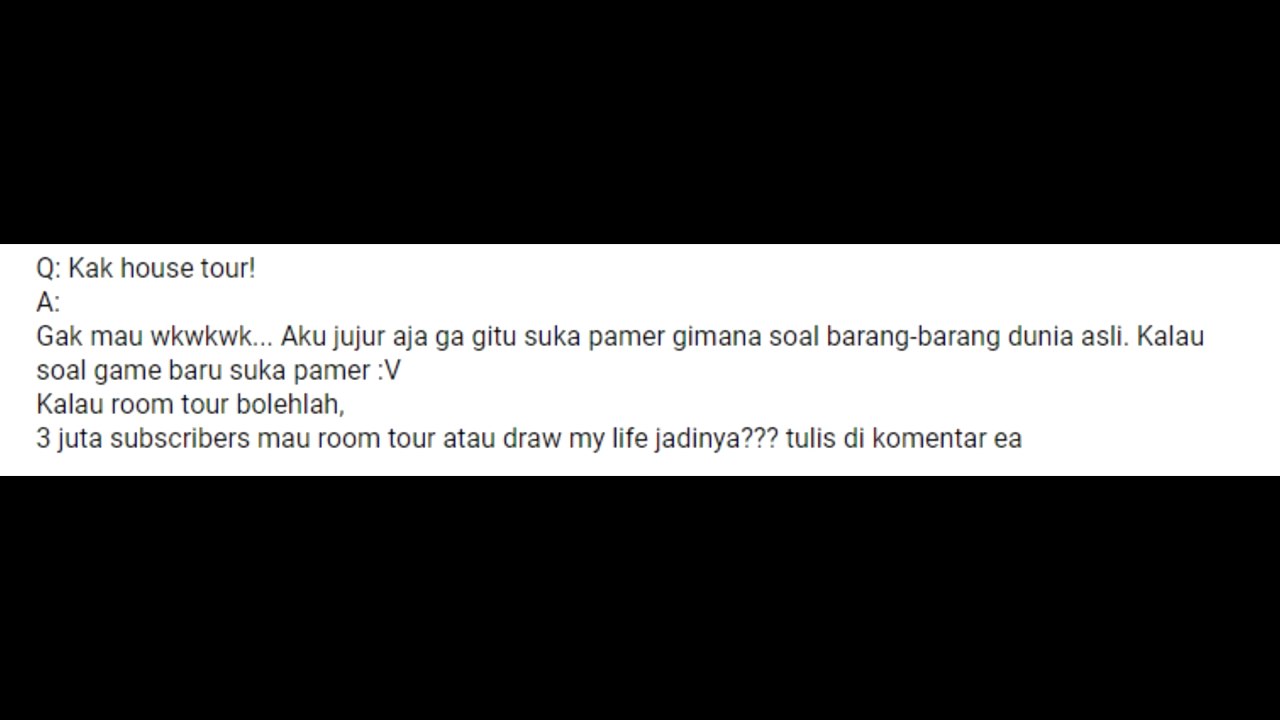 Q: Kak house tour!
A:
Gak mau wkwkwk... Aku jujur aja ga gitu suka pamer gimana soal barang-barang dunia asli. Kalau
soal game baru suka pamer :V
Kalau room tour bolehlah,
3 juta subscribers mau room tour atau draw my life jadinya??? tulis di komentar ea